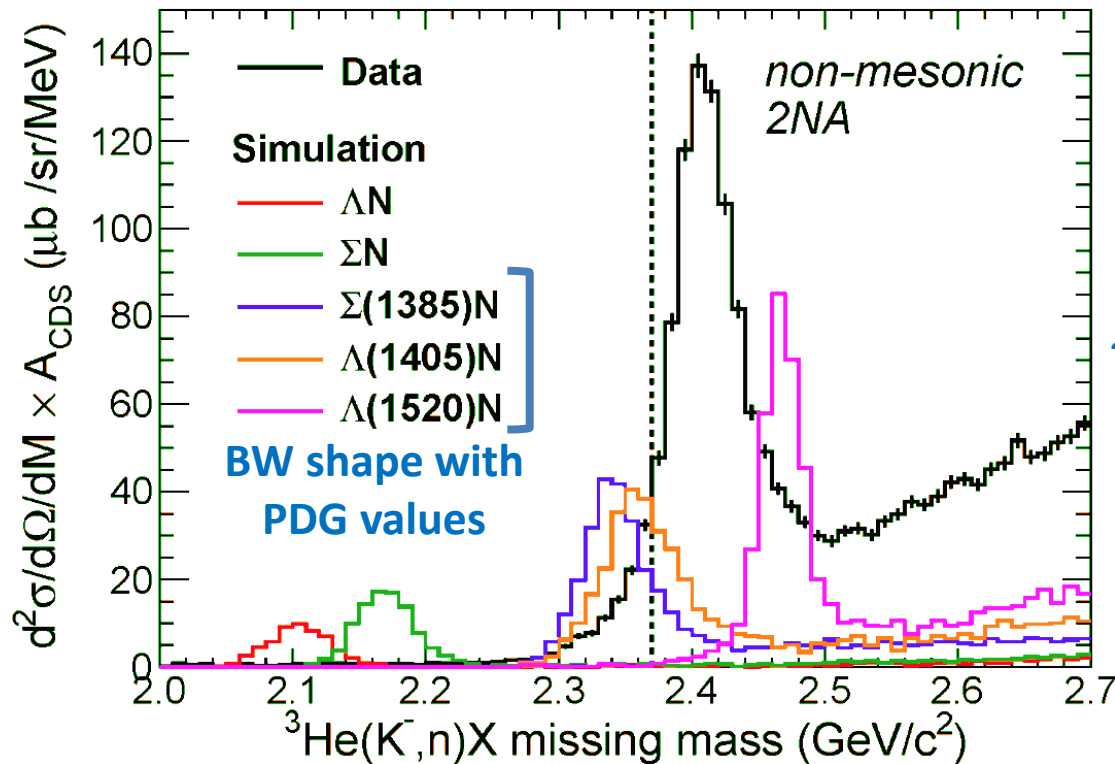 d²σ/dΩ/dM × A_CDS (μb /sr/MeV)
140
120
100
80
60
40
20
0
Data
Simulation
ΛN
ΣN
Σ(1385)N
Λ(1405)N
Λ(1520)N
BW shape with
PDG values
non-mesonic
2NA
2.0 2.1 2.2 2.3 2.4 2.5 2.6 2.7
³He(K⁻,n)X missing mass (GeV/c²)